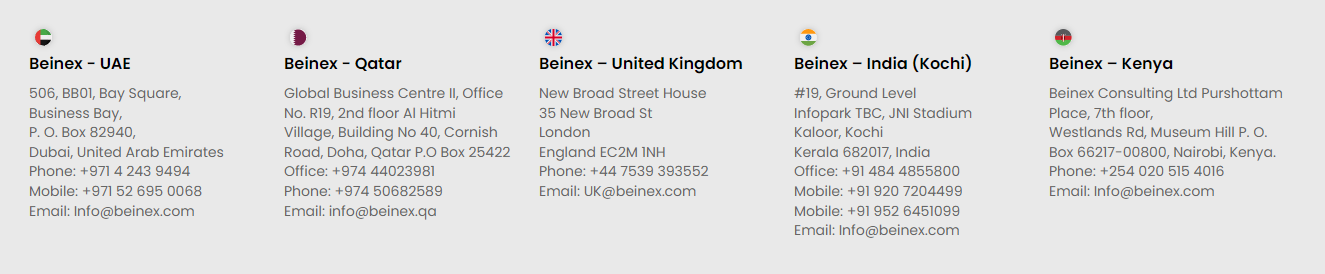 Beinex - UAE
506, BB01, Bay Square,
Business Bay,
P. O. Box 82940,
Dubai, United Arab Emirates
Phone: +971 4 243 9494
Mobile: +971 52 695 0068
Email: Info@beinex.com
Beinex - Qatar
Global Business Centre II, Office
No. R19, 2nd floor Al Hitmi
Village, Building No 40, Cornish
Road, Doha, Qatar P.O Box 25422
Office: +974 44023981
Phone: +974 50682589
Email: info@beinex.qa
Beinex – United Kingdom
New Broad Street House
35 New Broad St
London
England EC2M 1NH
Phone: +44 7539 393552
Email: UK@beinex.com
Beinex – India (Kochi)
#19, Ground Level
Infopark TBC, JNI Stadium
Kaloor, Kochi
Kerala 682017, India
Office: +91 484 4855800
Mobile: +91 920 7204499
Mobile: +91 952 6451099
Email: Info@beinex.com
Beinex – Kenya
Beinex Consulting Ltd Purshottam
Place, 7th floor,
Westlands Rd, Museum Hill P. O.
Box 66217-00800, Nairobi, Kenya.
Phone: +254 020 515 4016
Email: Info@beinex.com